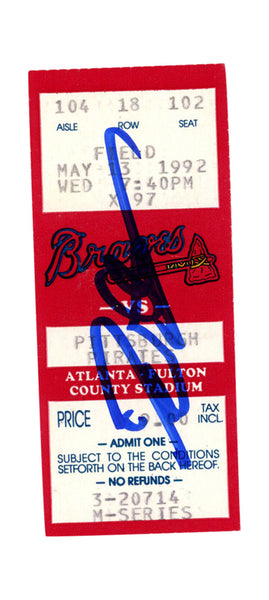 104 18 102
AISLE ROW SEAT
FIELD
MAY 13 1992
WED 7:40PM
X 97
Braves
— VS —
PITTSBURGH
PIRATES
ATLANTA - FULTON
COUNTY STADIUM
PRICE TAX
INCL.
— ADMIT ONE —
SUBJECT TO THE CONDITIONS
SETFORTH ON THE BACK HEREOF.
— NO REFUNDS —
3-20714
M-SERIES